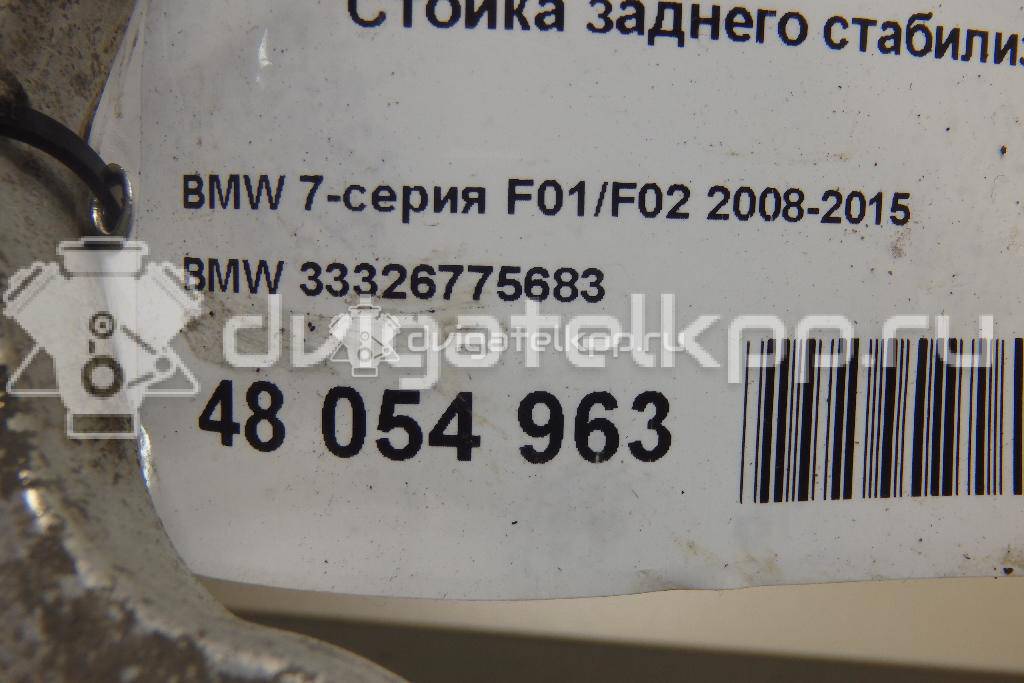 Стойка заднего стабилиз
BMW 7-серия F01/F02 2008-2015
BMW 33326775683
dvigatelkpp.ru
dvigatelkpp.ru
48 054 963